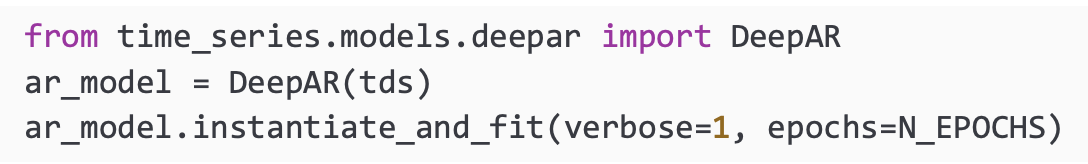 from time_series.models.deepar import DeepAR
ar_model = DeepAR(tds)
ar_model.instantiate_and_fit(verbose=1, epochs=N_EPOCHS)